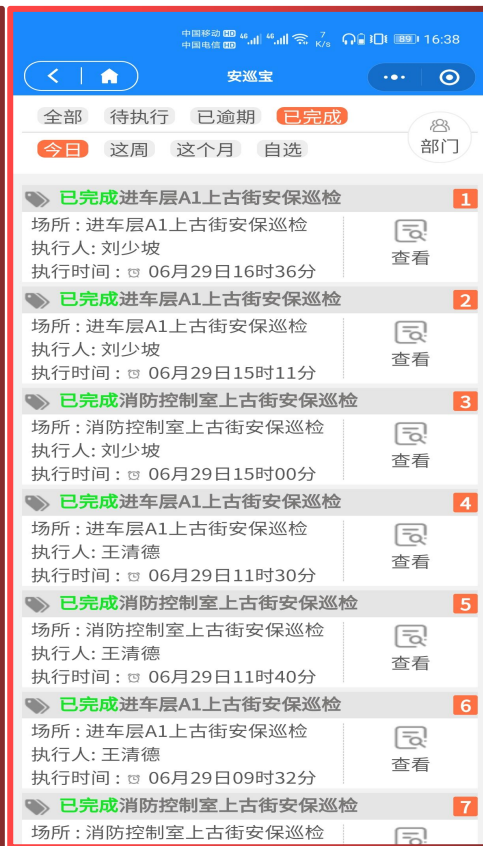 中国移动 HD 46 46 7 K/s 89 16:38
中国电信 HD
安巡宝
全部 待执行 已逾期 已完成
今日 这周 这个月 自选
部门
已完成进车层A1上古街安保巡检 1
场所：进车层A1上古街安保巡检
执行人: 刘少坡
执行时间： 06月29日16时36分
查看
已完成进车层A1上古街安保巡检 2
场所：进车层A1上古街安保巡检
执行人: 刘少坡
执行时间： 06月29日15时11分
查看
已完成消防控制室上古街安保巡检 3
场所：消防控制室上古街安保巡检
执行人: 刘少坡
执行时间： 06月29日15时00分
查看
已完成进车层A1上古街安保巡检 4
场所：进车层A1上古街安保巡检
执行人: 王清德
执行时间： 06月29日11时30分
查看
已完成消防控制室上古街安保巡检 5
场所：消防控制室上古街安保巡检
执行人: 王清德
执行时间： 06月29日11时40分
查看
已完成进车层A1上古街安保巡检 6
场所：进车层A1上古街安保巡检
执行人: 王清德
执行时间： 06月29日09时32分
查看
已完成消防控制室上古街安保巡检 7
场所：消防控制室上古街安保巡检